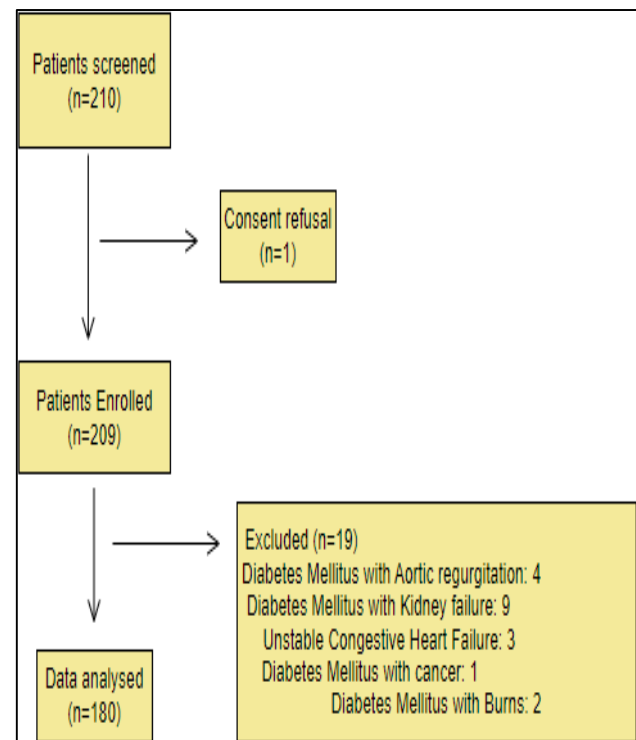 Patients screened
(n=210)
Consent refusal
(n=1)
Patients Enrolled
(n=209)
Excluded (n=19)
Diabetes Mellitus with Aortic regurgitation: 4
Diabetes Mellitus with Kidney failure: 9
Unstable Congestive Heart Failure: 3
Diabetes Mellitus with cancer: 1
Diabetes Mellitus with Burns: 2
Data analysed
(n=180)